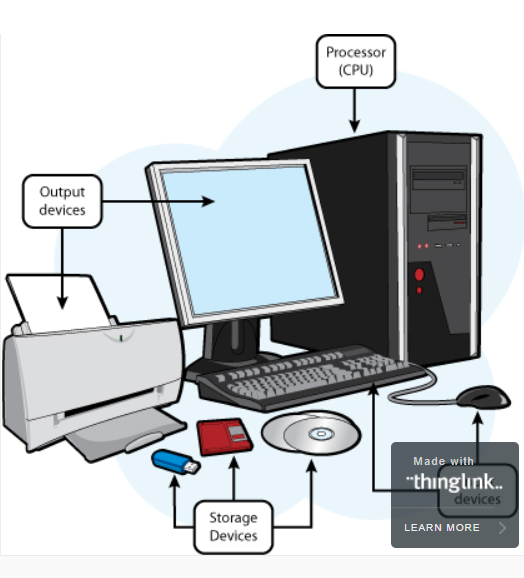 Processor
(CPU)
Output
devices
Storage
Devices
Made with
thinglink..
devices
LEARN MORE